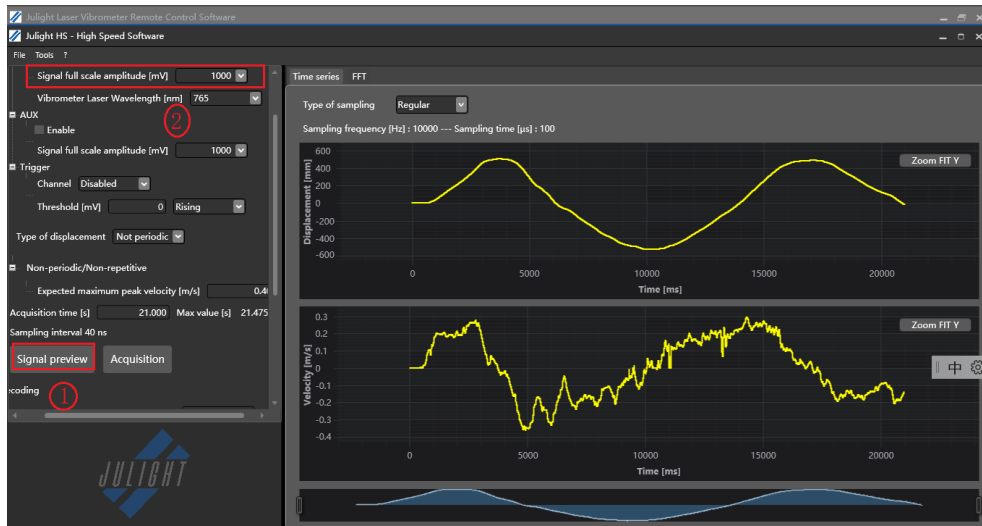 Julight Laser Vibrometer Remote Control Software
Julight HS - High Speed Software
File Tools ?
Signal full scale amplitude [mV] 1000
Vibrometer Laser Wavelength [nm] 765
②
AUX
Enable
Signal full scale amplitude [mV] 1000
Trigger
Channel Disabled
Threshold [mV] 0 Rising
Type of displacement Not periodic
Non-periodic/Non-repetitive
Expected maximum peak velocity [m/s]
Acquisition time [s] 21.000 Max value [s] 21.475
Sampling interval 40 ns
Signal preview Acquisition
①
JULIGHT
Time series FFT
Type of sampling Regular
Sampling frequency [Hz] : 10000 --- Sampling time [µs] : 100
Zoom FIT Y
Displacement [mm]
600
400
200
0
-200
-400
-600
0 5000 10000 15000 20000
Time [ms]
Zoom FIT Y
Velocity [m/s]
0.3
0.2
0.1
0
-0.1
-0.2
-0.3
-0.4
0 5000 10000 15000 20000
Time [ms]
中